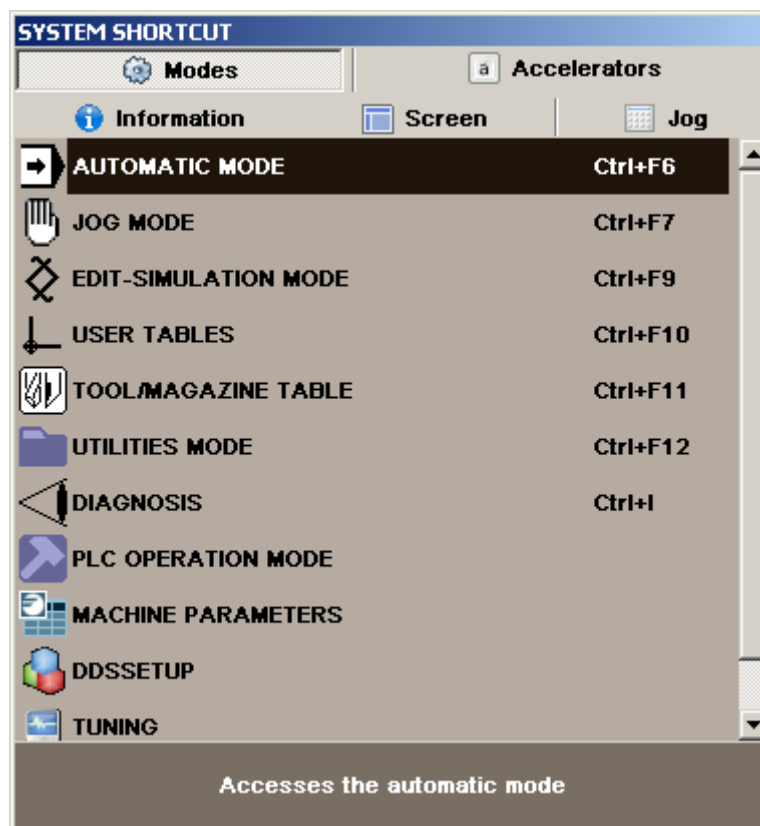 SYSTEM SHORTCUT
Modes a Accelerators
i Information Screen Jog
AUTOMATIC MODE Ctrl+F6
JOG MODE Ctrl+F7
EDIT-SIMULATION MODE Ctrl+F9
USER TABLES Ctrl+F10
TOOL/MAGAZINE TABLE Ctrl+F11
UTILITIES MODE Ctrl+F12
DIAGNOSIS Ctrl+I
PLC OPERATION MODE
MACHINE PARAMETERS
DDSSETUP
TUNING
Accesses the automatic mode